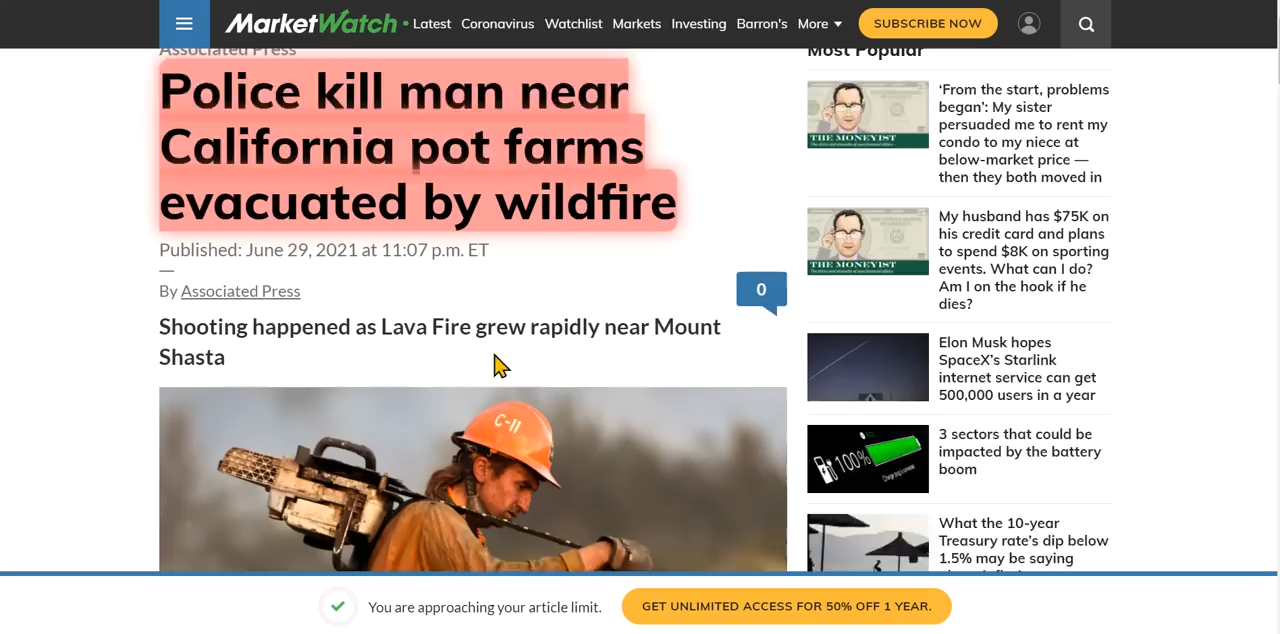 MarketWatch
Latest Coronavirus Watchlist Markets Investing Barron's More
SUBSCRIBE NOW
Associated Press
Police kill man near
California pot farms
evacuated by wildfire
Published: June 29, 2021 at 11:07 p.m. ET
By Associated Press
0
Shooting happened as Lava Fire grew rapidly near Mount
Shasta
C-11
Most Popular
THE MONEYIST
‘From the start, problems
began’: My sister
persuaded me to rent my
condo to my niece at
below-market price —
then they both moved in
THE MONEYIST
My husband has $75K on
his credit card and plans
to spend $8K on sporting
events. What can I do?
Am I on the hook if he
dies?
Elon Musk hopes
SpaceX’s Starlink
internet service can get
500,000 users in a year
100%
3 sectors that could be
impacted by the battery
boom
What the 10-year
Treasury rate’s dip below
1.5% may be saying
You are approaching your article limit.
GET UNLIMITED ACCESS FOR 50% OFF 1 YEAR.